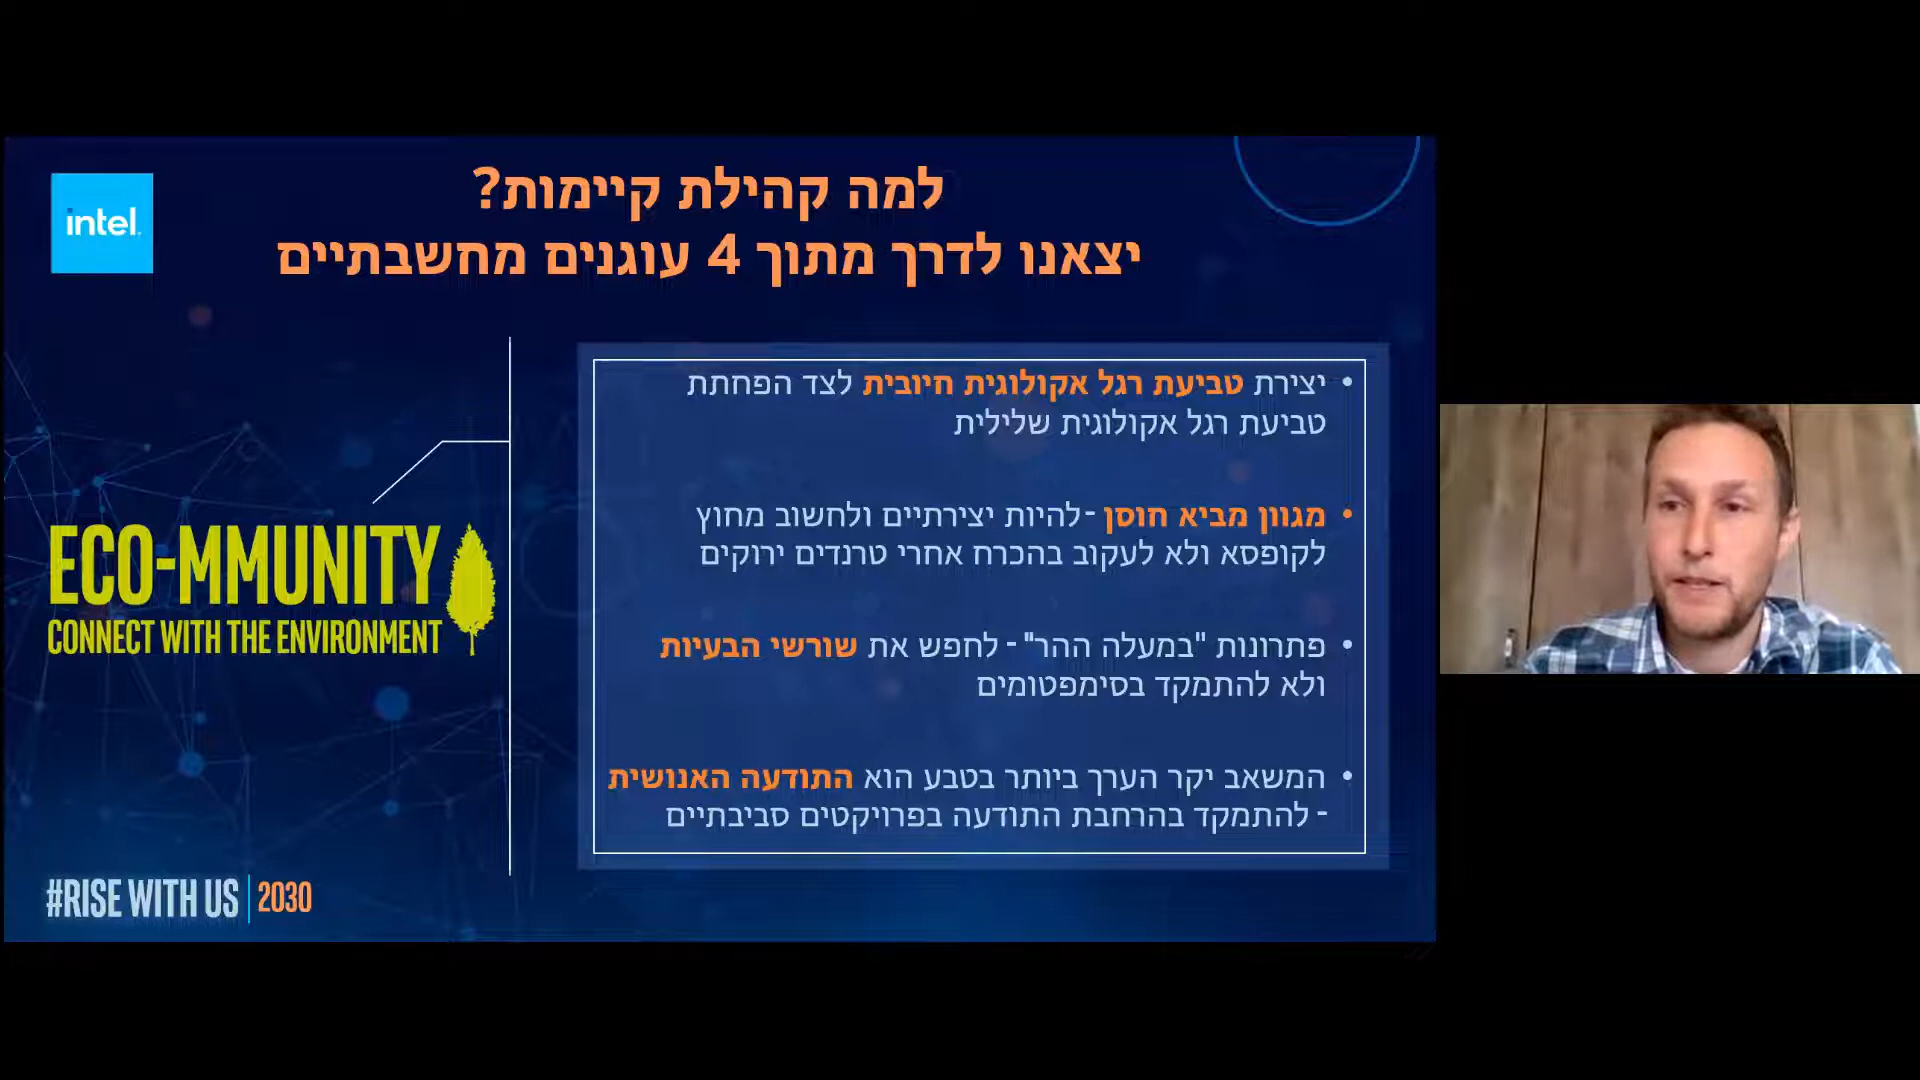 intel.
למה קהילת קיימות?
יצאנו לדרך מתוך 4 עוגנים מחשבתיים
• יצירת טביעת רגל אקולוגית חיובית לצד הפחתת
טביעת רגל אקולוגית שלילית
• מגוון מביא חוסן - להיות יצירתיים ולחשוב מחוץ
לקופסא ולא לעקוב בהכרח אחרי טרנדים ירוקים
• פתרונות "במעלה ההר" - לחפש את שורשי הבעיות
ולא להתמקד בסימפטומים
• המשאב יקר הערך ביותר בטבע הוא התודעה האנושית
- להתמקד בהרחבת התודעה בפרויקטים סביבתיים
ECO-MMUNITY
CONNECT WITH THE ENVIRONMENT
#RISE WITH US | 2030